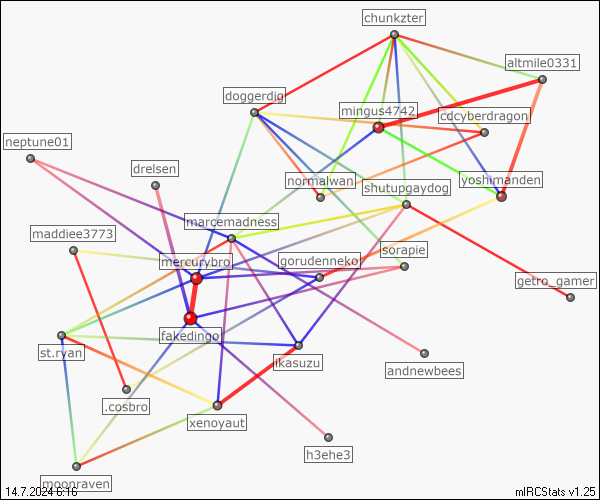 chunkzter
altmile0331
doggerdig
mingus4742
cdcyberdragon
neptune01
drelsen
normalwan
shutupgaydog
yoshimanden
marcemadness
maddiee3773
mercurybro
gorudenneko
sorapie
getro_gamer
fakedingo
st.ryan
ikasuzu
andnewbees
.cosbro
xenoyaut
h3ehe3
moonraven
14.7.2024 6:16
mIRCStats v1.25